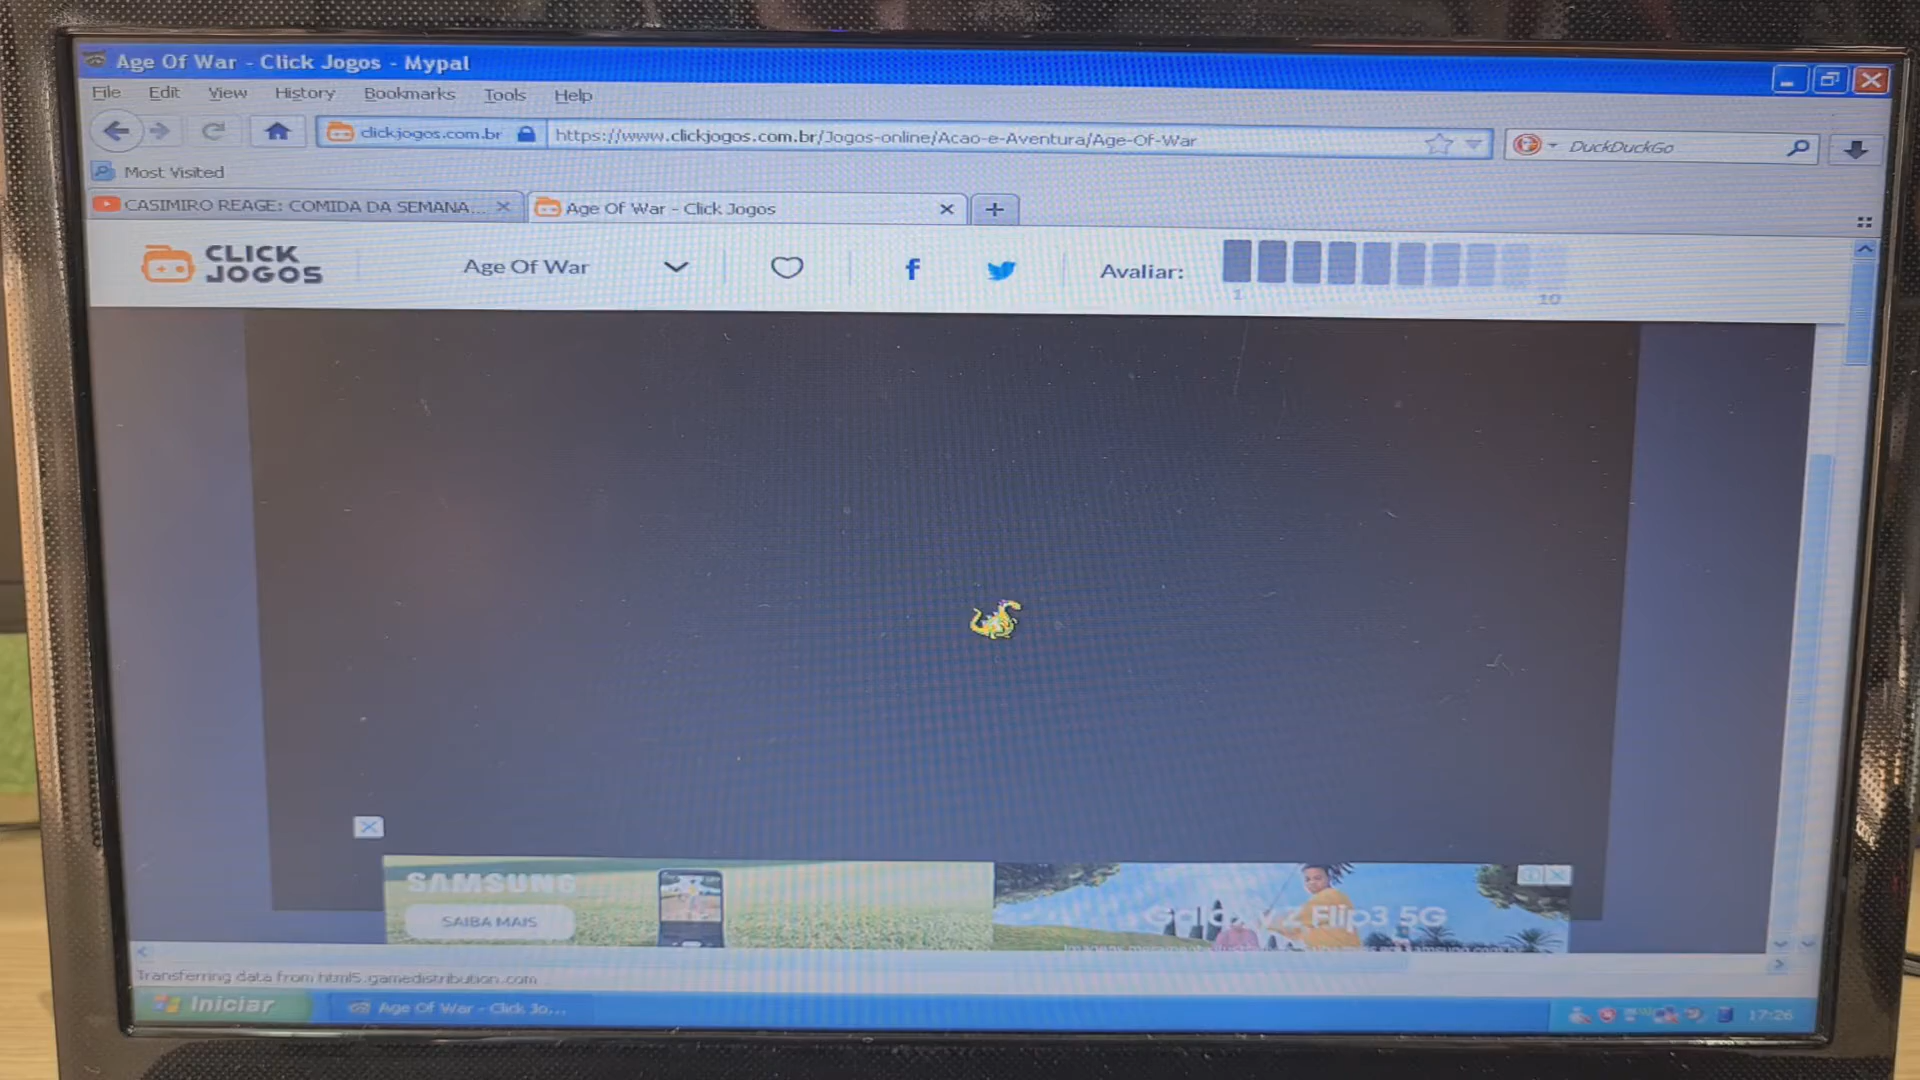 Age Of War - Click Jogos - Mypal
File Edit View History Bookmarks Tools Help
clickjogos.com.br https://www.clickjogos.com.br/Jogos-online/Acao-e-Aventura/Age-Of-War DuckDuckGo
Most Visited
CASIMIRO REAGE: COMIDA DA SEMANA... Age Of War - Click Jogos
CLICK JOGOS
Age Of War
Avaliar:
1 10
SAMSUNG
SAIBA MAIS
Galaxy Z Flip3 5G
Transferring data from html5.gamedistribution.com
Iniciar Age Of War - Click Jo... 17:26